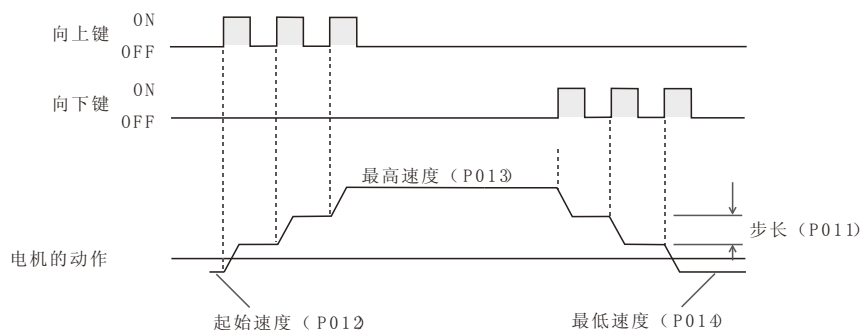 ON
向上键
OFF
ON
向下键
OFF
最高速度（P013）
步长（P011）
电机的动作
起始速度（P012）
最低速度（P014）